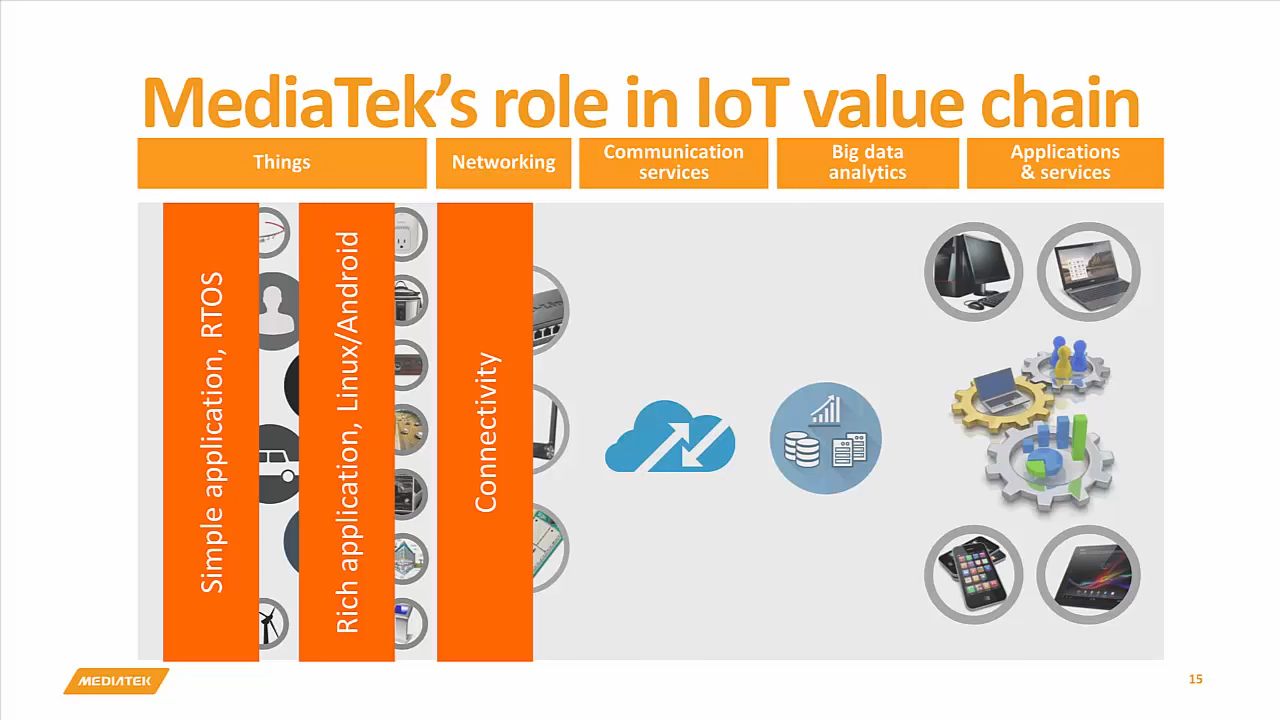 MediaTek's role in IoT value chain
Things
Networking
Communication
services
Big data
analytics
Applications
& services
Simple application, RTOS
Rich application, Linux/Android
Connectivity
MEDIATEK
15